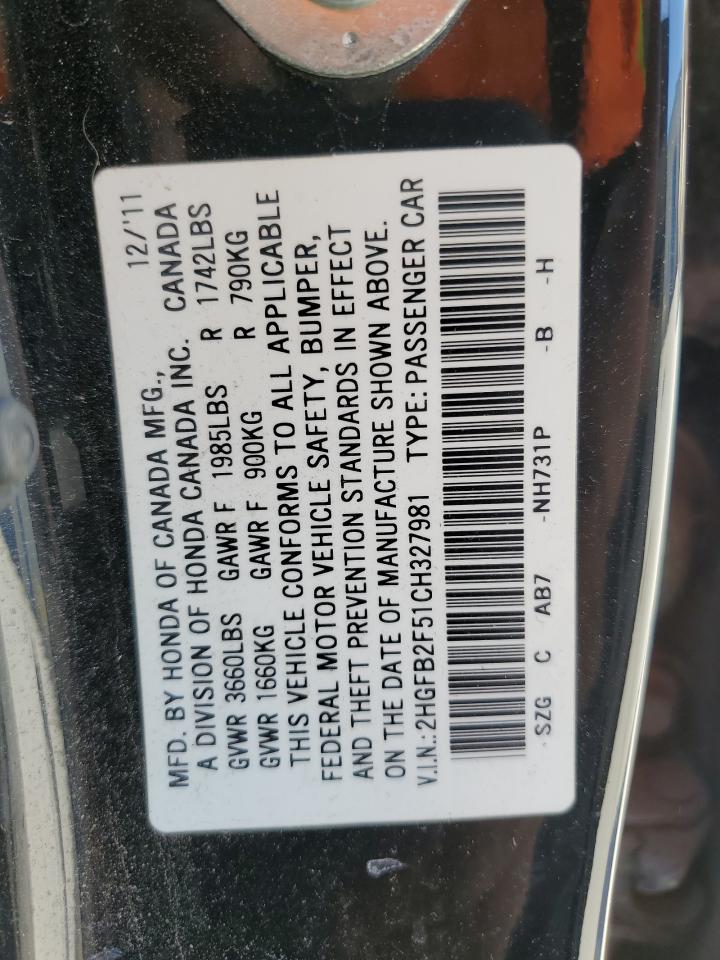 MFD. BY HONDA OF CANADA MFG., 12/'11
A DIVISION OF HONDA CANADA INC. CANADA
GVWR 3660LBS GAWR F 1985LBS R 1742LBS
GVWR 1660KG GAWR F 900KG R 790KG
THIS VEHICLE CONFORMS TO ALL APPLICABLE
FEDERAL MOTOR VEHICLE SAFETY, BUMPER,
AND THEFT PREVENTION STANDARDS IN EFFECT
ON THE DATE OF MANUFACTURE SHOWN ABOVE.
V.I.N.: 2HGFB2F51CH327981 TYPE: PASSENGER CAR
SZG C AB7 -NH731P -B -H